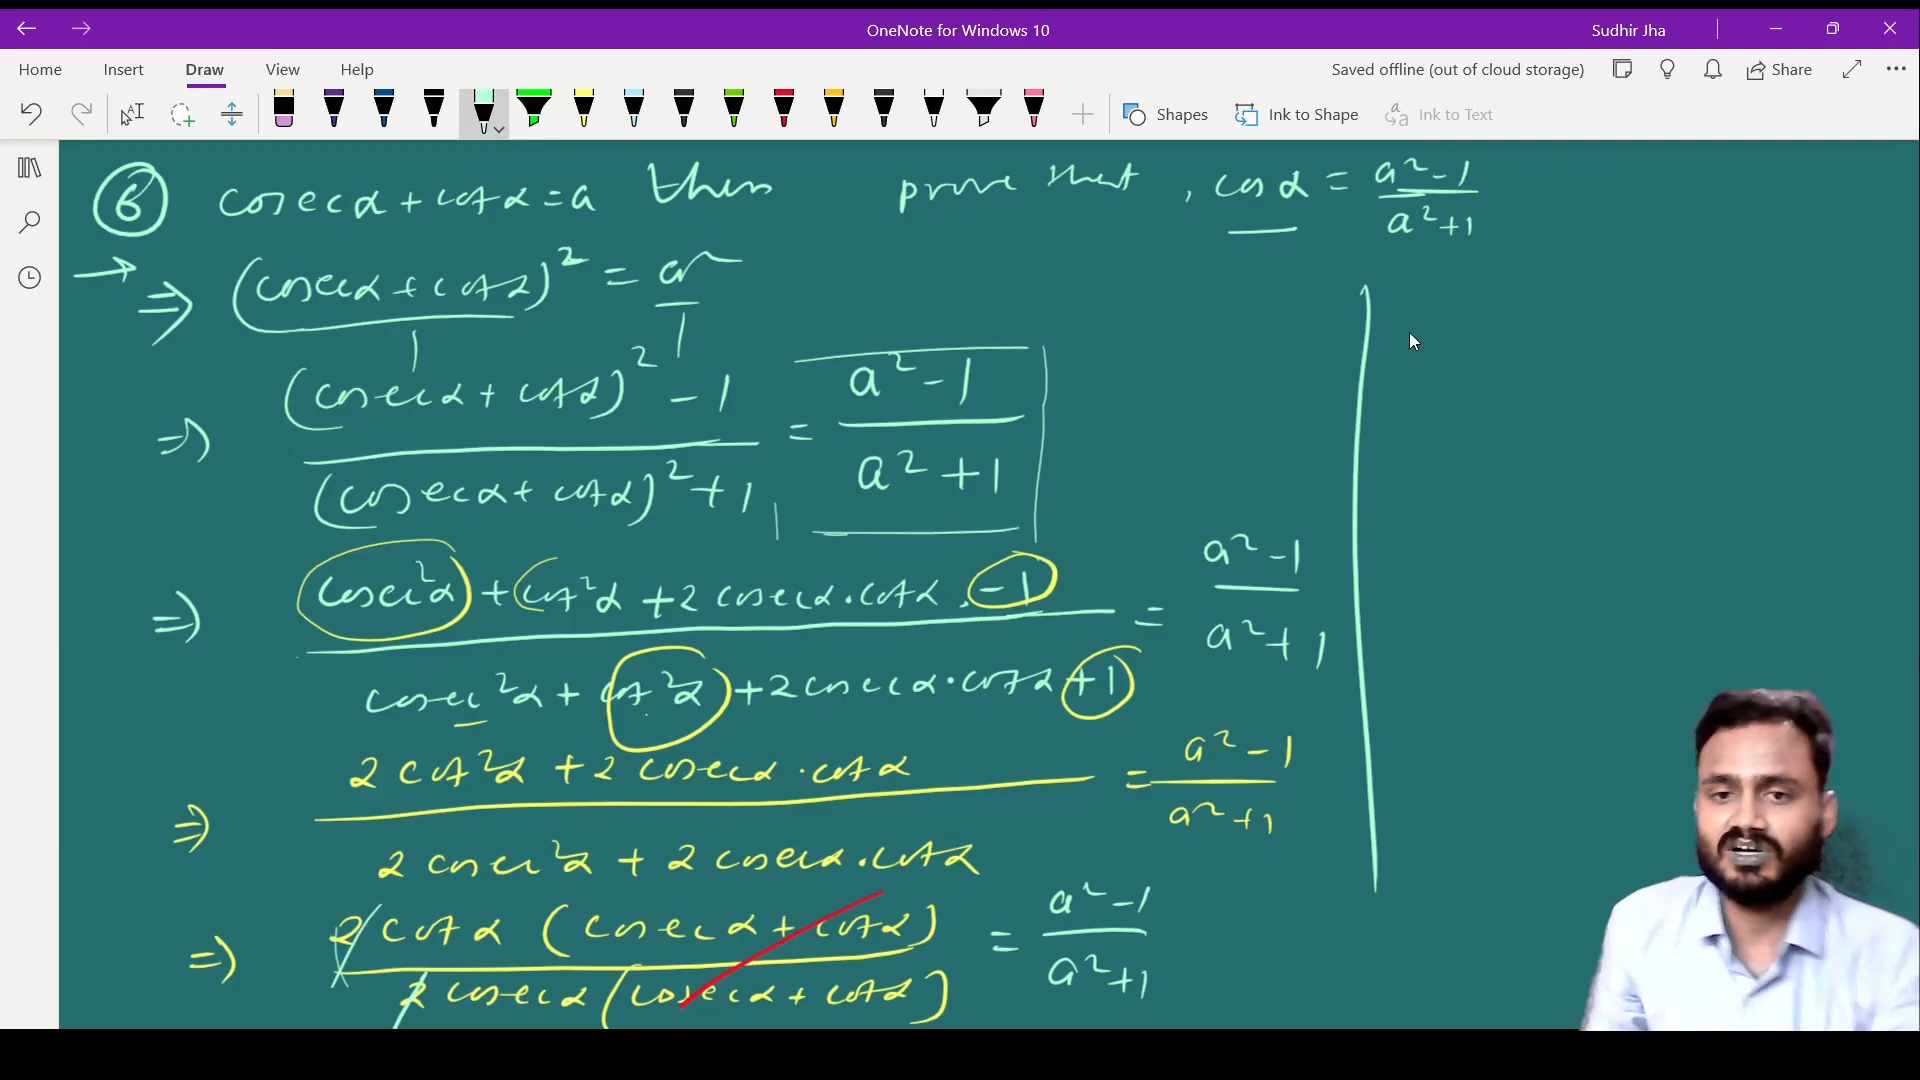 OneNote for Windows 10
Sudhir Jha
Home Insert Draw View Help
Saved offline (out of cloud storage)
Share
Shapes
Ink to Shape
Ink to Text
6 cosecα + cotα = a then prove that, cosα = a²-1 / a²+1
⇒ (cosecα + cotα)² = a²
⇒ (cosecα + cotα)² - 1 / (cosecα + cotα)² + 1 = a² - 1 / a² + 1
⇒ cosec²α + cot²α + 2 cosecα.cotα - 1 / cosec²α + cot²α + 2cosecα.cotα + 1 = a² - 1 / a² + 1
⇒ 2 cot²α + 2 cosecα.cotα / 2 cosec²α + 2 cosecα.cotα = a² - 1 / a² + 1
⇒ 2 cotα (cosecα + cotα) / 2 cosecα (cosecα + cotα) = a² - 1 / a² + 1